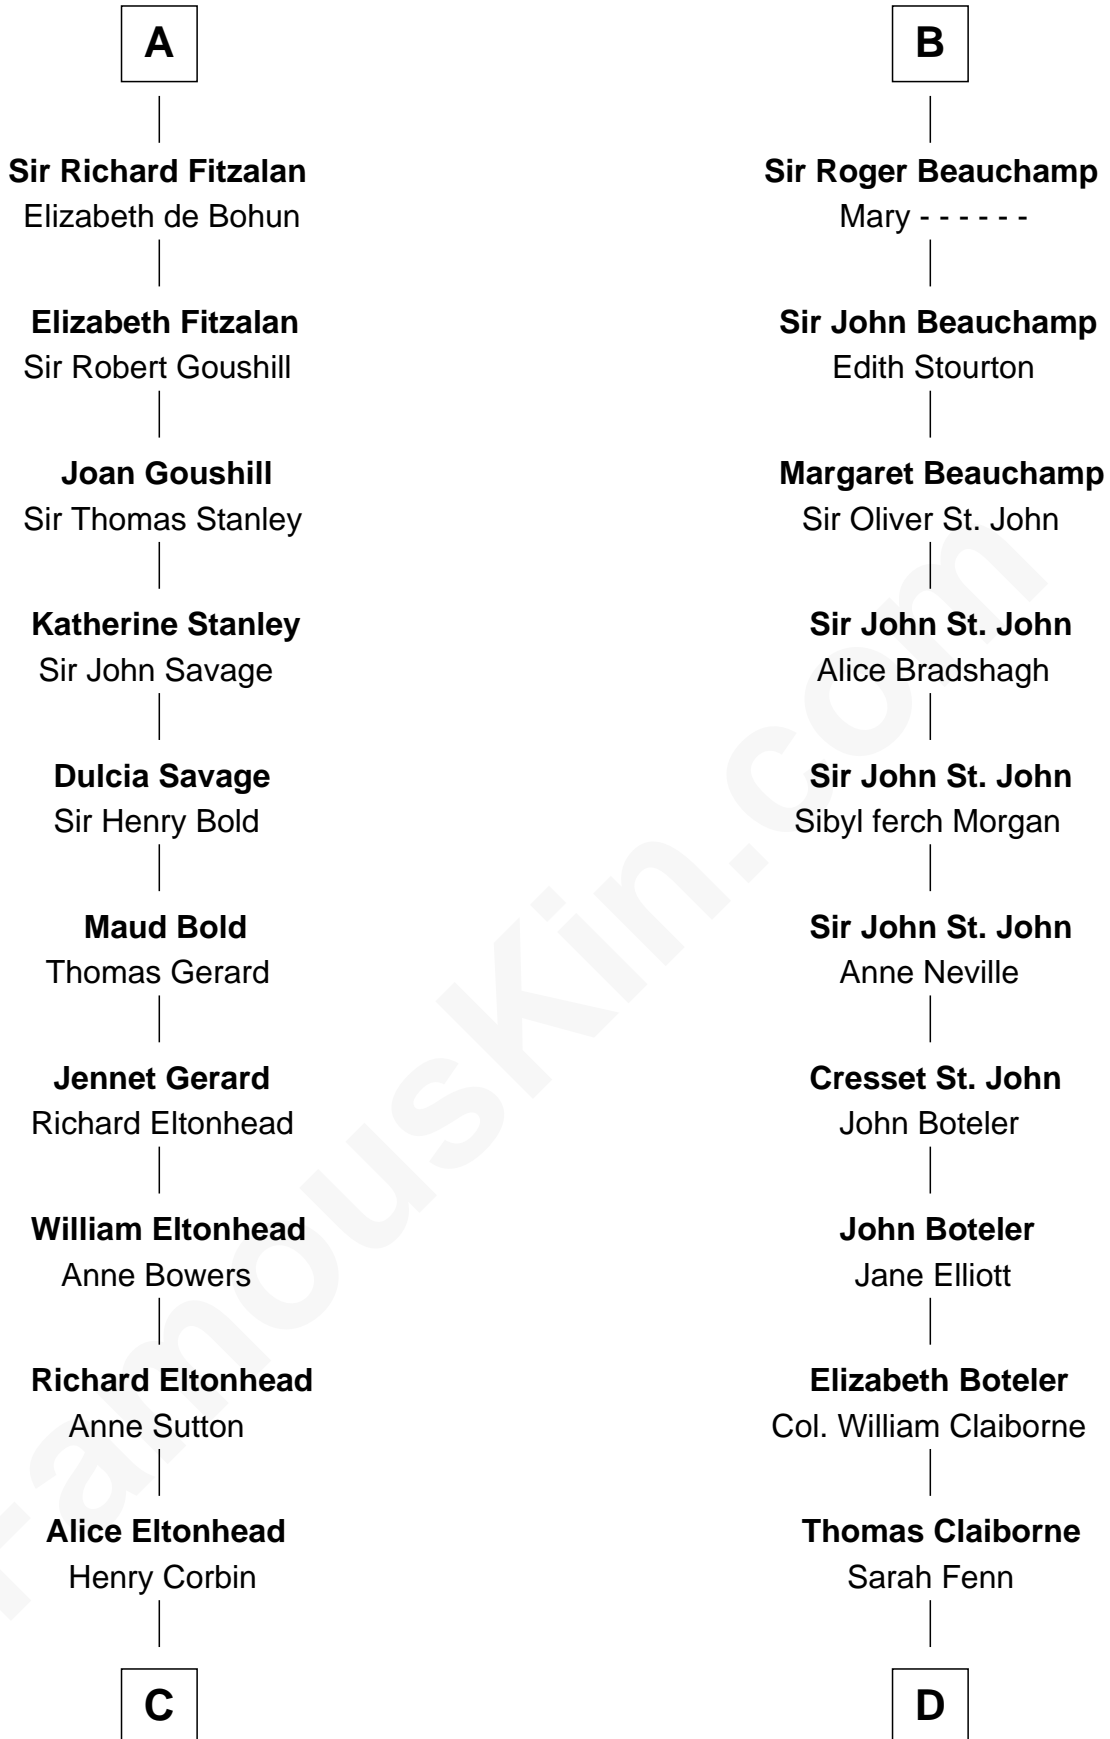 A
Sir Richard Fitzalan
Elizabeth de Bohun
Elizabeth Fitzalan
Sir Robert Goushill
Joan Goushill
Sir Thomas Stanley
Katherine Stanley
Sir John Savage
Dulcia Savage
Sir Henry Bold
Maud Bold
Thomas Gerard
Jennet Gerard
Richard Eltonhead
William Eltonhead
Anne Bowers
Richard Eltonhead
Anne Sutton
Alice Eltonhead
Henry Corbin
C
B
Sir Roger Beauchamp
Mary - - - - - -
Sir John Beauchamp
Edith Stourton
Margaret Beauchamp
Sir Oliver St. John
Sir John St. John
Alice Bradshagh
Sir John St. John
Sibyl ferch Morgan
Sir John St. John
Anne Neville
Cresset St. John
John Boteler
John Boteler
Jane Elliott
Elizabeth Boteler
Col. William Claiborne
Thomas Claiborne
Sarah Fenn
D
FamousKin.com